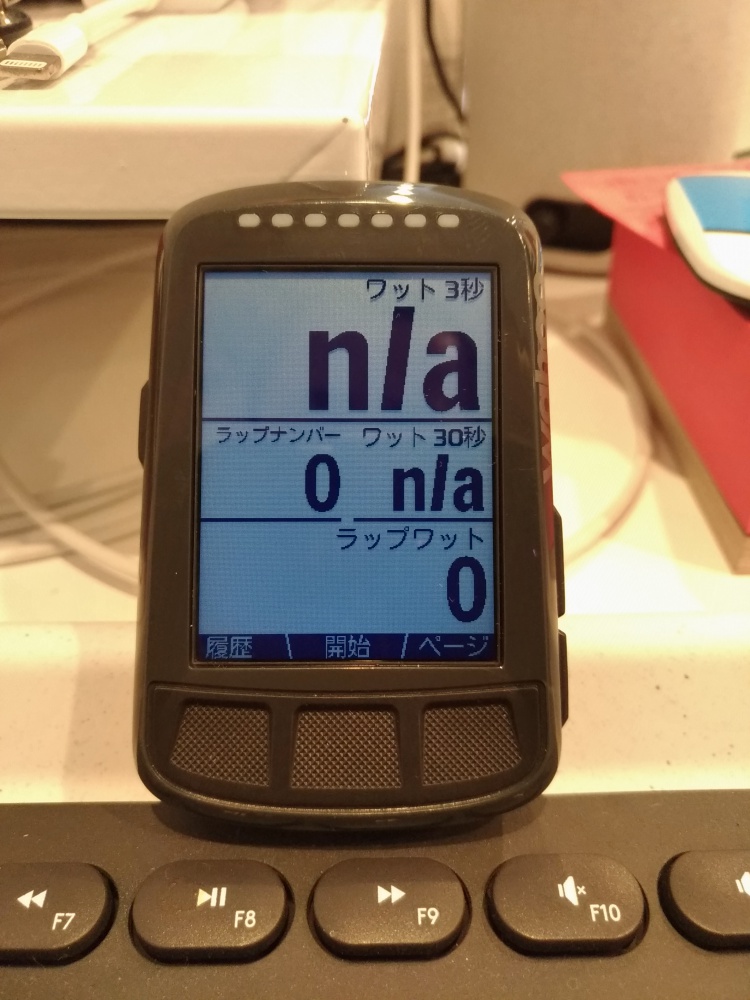 ワット 3秒
n/a
ラップナンバー ワット 30秒
0 n/a
ラップワット
0
履歴 開始 ページ
wahoo
F7 F8 F9 F10